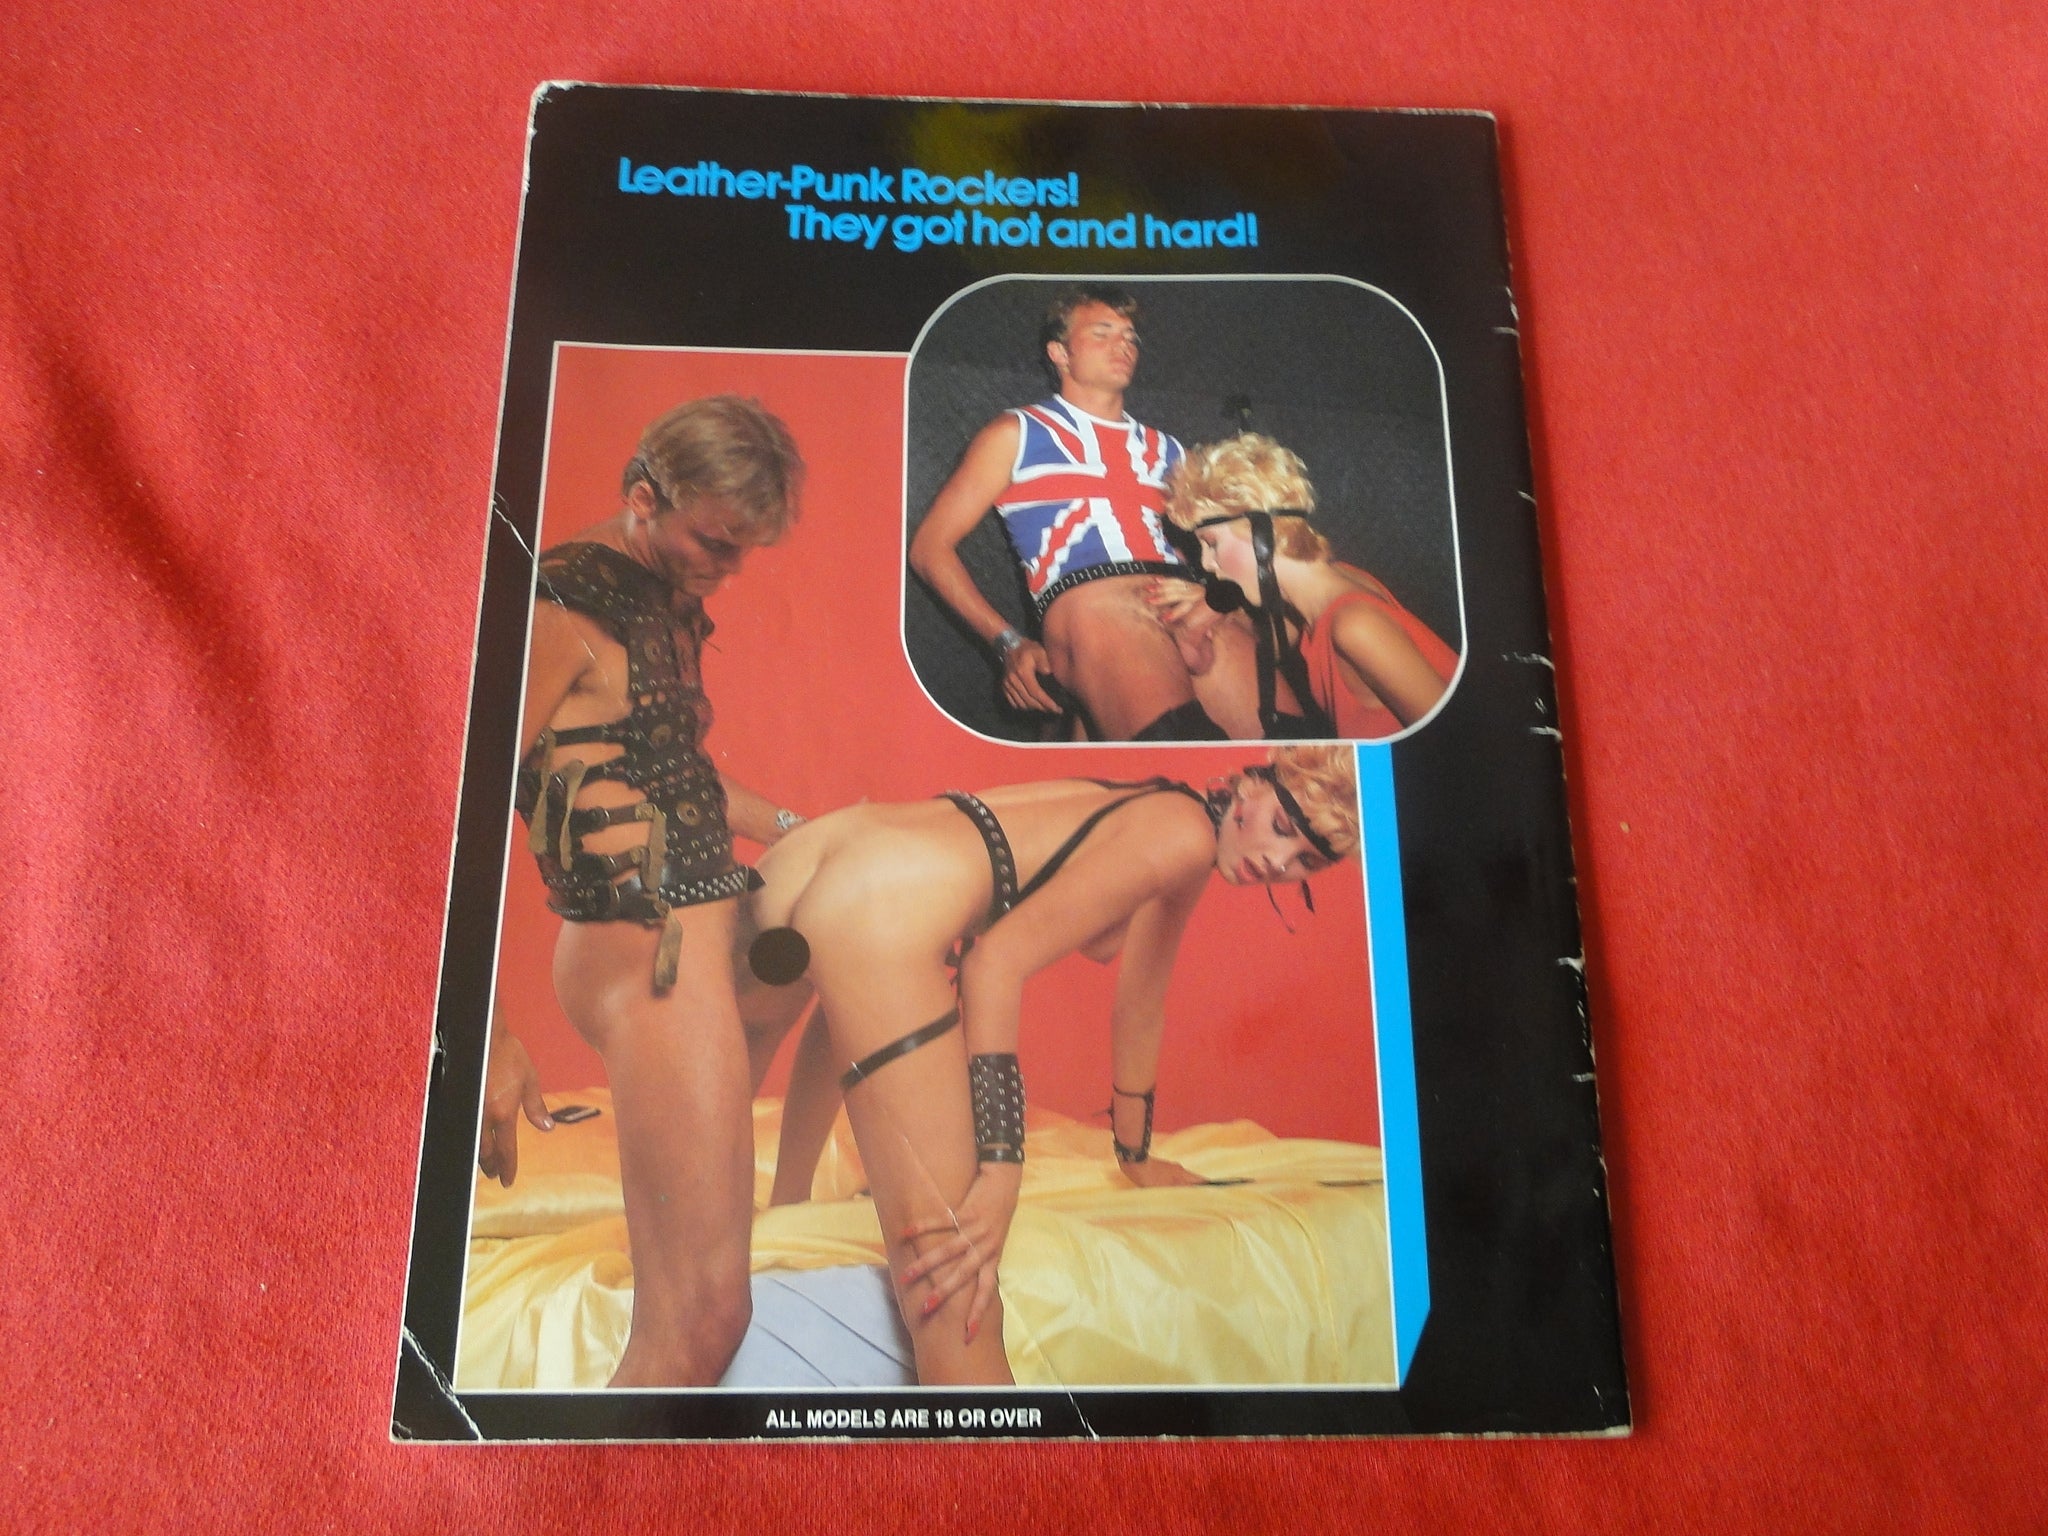 Leather-Punk Rockers!
They got hot and hard!
ALL MODELS ARE 18 OR OVER